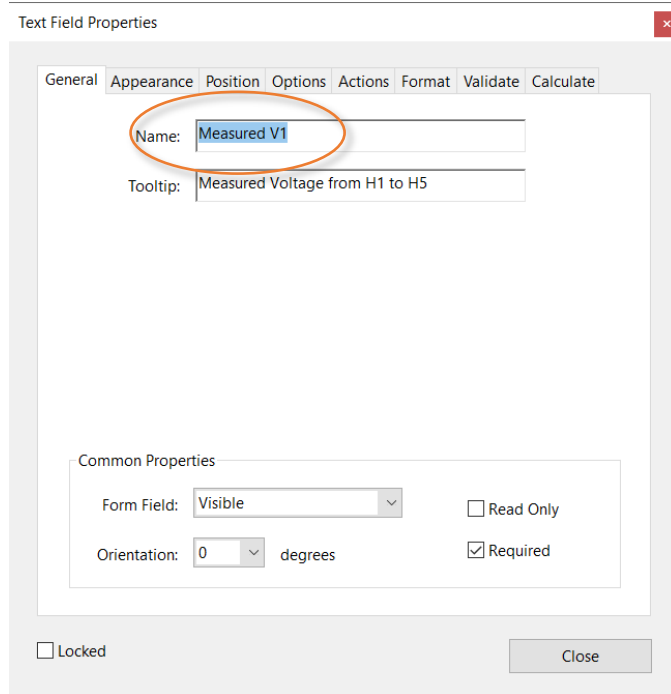 Text Field Properties
General Appearance Position Options Actions Format Validate Calculate
Name: Measured V1
Tooltip: Measured Voltage from H1 to H5
Common Properties
Form Field: Visible Read Only
Orientation: 0 degrees Required
Locked Close